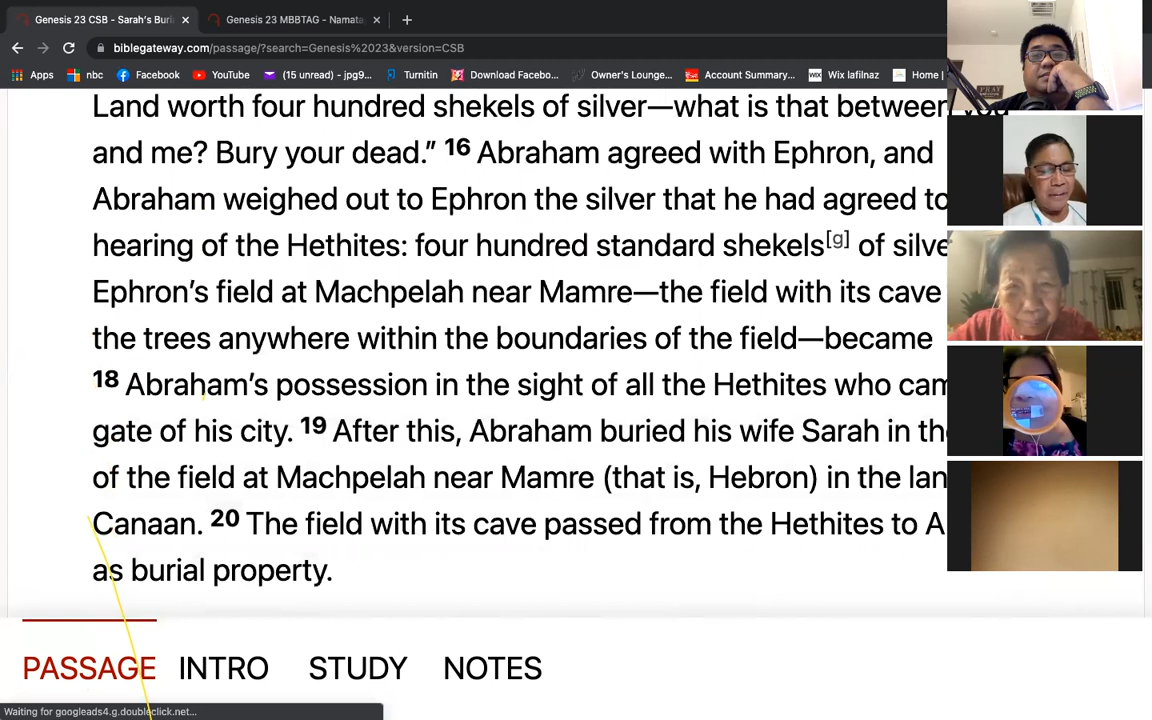 Genesis 23 CSB - Sarah's Buri
Genesis 23 MBBTAG - Namata
biblegateway.com/passage/?search=Genesis%2023&version=CSB
Apps nbc Facebook YouTube (15 unread) - jpg9... Turnitin Download Facebo... Owner's Lounge... Account Summary... Wix lafilnaz Home |
Land worth four hundred shekels of silver—what is that between you
and me? Bury your dead.” 16 Abraham agreed with Ephron, and
Abraham weighed out to Ephron the silver that he had agreed to
hearing of the Hethites: four hundred standard shekels[g] of silve
Ephron’s field at Machpelah near Mamre—the field with its cave
the trees anywhere within the boundaries of the field—became
18 Abraham’s possession in the sight of all the Hethites who cam
gate of his city. 19 After this, Abraham buried his wife Sarah in the
of the field at Machpelah near Mamre (that is, Hebron) in the lan
Canaan. 20 The field with its cave passed from the Hethites to A
as burial property.
PASSAGE INTRO STUDY NOTES
Waiting for googleads4.g.doubleclick.net...
PRAY